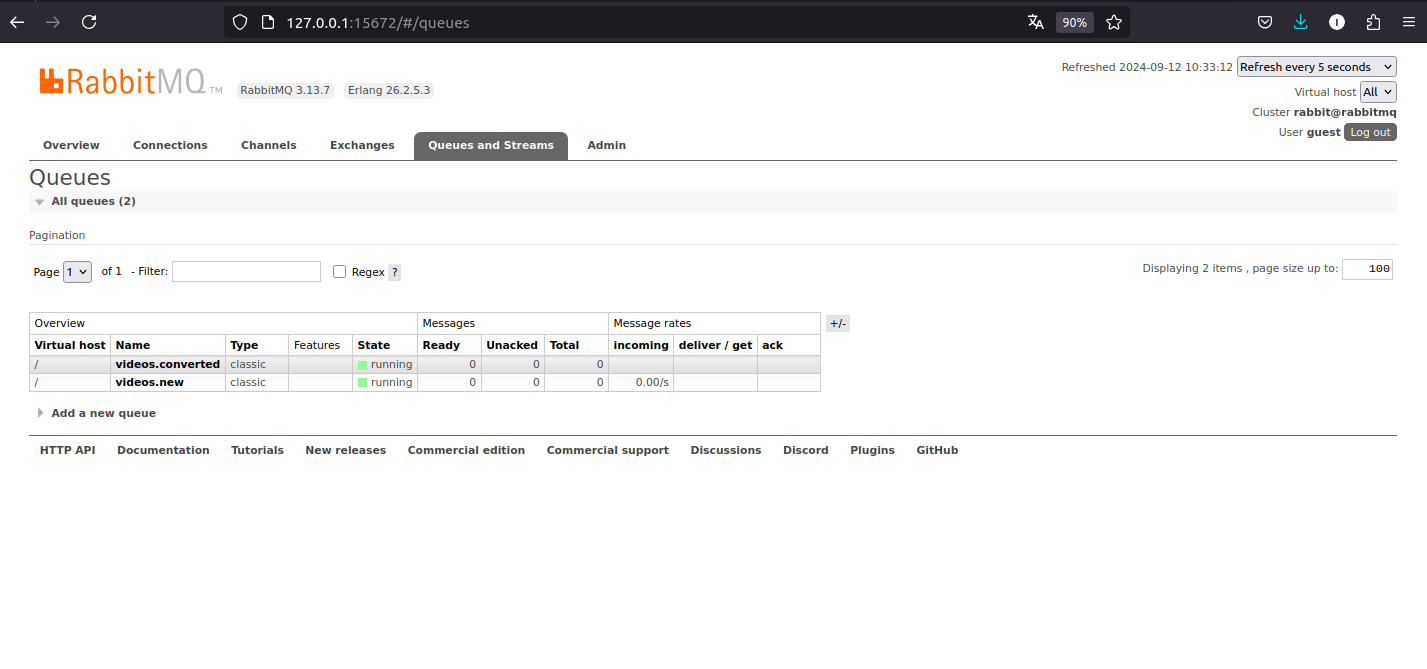 127.0.0.1:15672/#/queues 90%
RabbitMQ TM RabbitMQ 3.13.7 Erlang 26.2.5.3
Refreshed 2024-09-12 10:33:12 Refresh every 5 seconds
Virtual host All
Cluster rabbit@rabbitmq
User guest Log out
Overview Connections Channels Exchanges Queues and Streams Admin
Queues
All queues (2)
Pagination
Page 1 of 1 - Filter: Regex ? Displaying 2 items , page size up to: 100
Overview Messages Message rates +/-
Virtual host Name Type Features State Ready Unacked Total incoming deliver / get ack
/ videos.converted classic running 0 0 0
/ videos.new classic running 0 0 0 0.00/s
Add a new queue
HTTP API Documentation Tutorials New releases Commercial edition Commercial support Discussions Discord Plugins GitHub